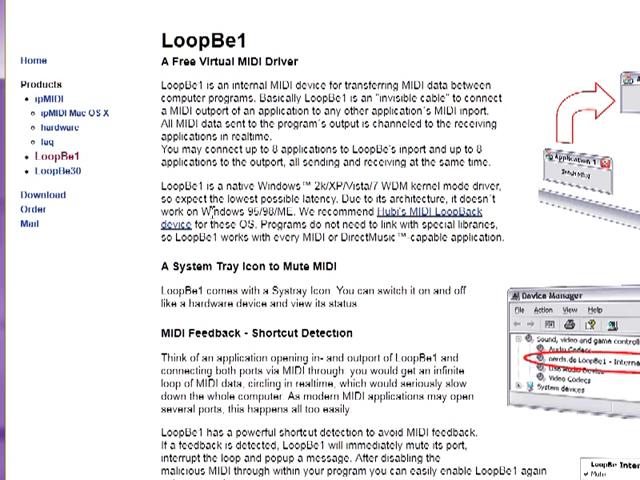 LoopBe1
A Free Virtual MIDI Driver
Home
Products
ipMIDI
ipMIDI Mac OS X
hardware
faq
LoopBe1
LoopBe30
Download
Order
Mail
LoopBe1 is an internal MIDI device for transferring MIDI data between
computer programs. Basically LoopBe1 is an "invisible cable" to connect
a MIDI outport of an application to any other application's MIDI inport.
All MIDI data sent to the program's output is channeled to the receiving
applications in realtime.
You may connect up to 8 applications to LoopBe's inport and up to 8
applications to the outport, all sending and receiving at the same time.
LoopBe1 is a native Windows™ 2k/XP/Vista/7 WDM kernel mode driver,
so expect the lowest possible latency. Due to its architecture, it doesn't
work on Windows 95/98/ME. We recommend Hubi's MIDI LoopBack
device for these OS. Programs do not need to link with special libraries,
so LoopBe1 works with every MIDI or DirectMusic™-capable application.
A System Tray Icon to Mute MIDI
LoopBe1 comes with a Systray Icon. You can switch it on and off
like a hardware device and view its status.
MIDI Feedback - Shortcut Detection
Think of an application opening in- and outport of LoopBe1 and
connecting both ports via MIDI through: you would get an infinite
loop of MIDI data, circling in realtime, which would seriously slow
down the whole computer. As modern MIDI applications may open
several ports, this happens all too easily.
LoopBe1 has a powerful shortcut detection to avoid MIDI feedback.
If a feedback is detected, LoopBe1 will immediately mute its port,
interrupt the loop and popup a message. After disabling the
malicious MIDI through within your program you can easily enable LoopBe1 again
Application 1
Device Manager
File Action View Help
Sound, video and game controll
Audio Codecs
nerds.de LoopBe1 - Interna
Video Codecs
System devices
LoopBe Inter
Mute